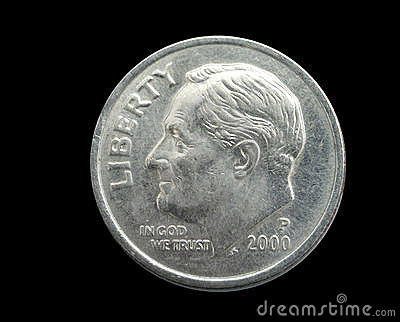 LIBERTY
IN GOD
WE TRUST
P
2000
dreamstime.com